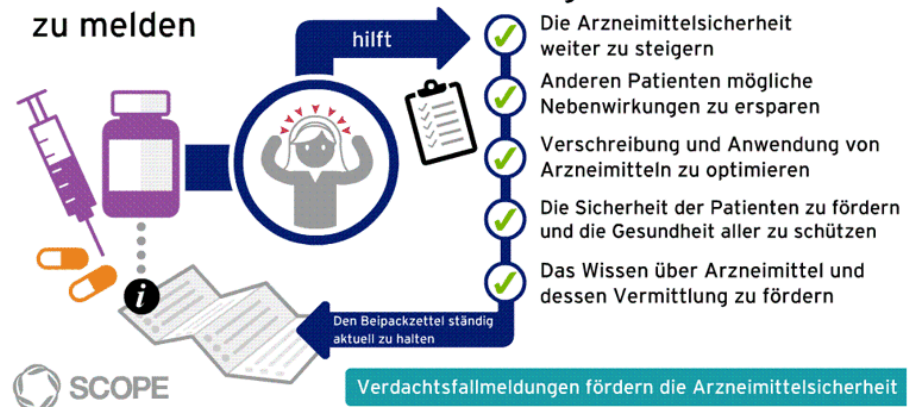 zu melden
hilft
Die Arzneimittelsicherheit
weiter zu steigern
Anderen Patienten mögliche
Nebenwirkungen zu ersparen
Verschreibung und Anwendung von
Arzneimitteln zu optimieren
Die Sicherheit der Patienten zu fördern
und die Gesundheit aller zu schützen
Das Wissen über Arzneimittel und
dessen Vermittlung zu fördern
i
Den Beipackzettel ständig
aktuell zu halten
SCOPE
Verdachtsfallmeldungen fördern die Arzneimittelsicherheit